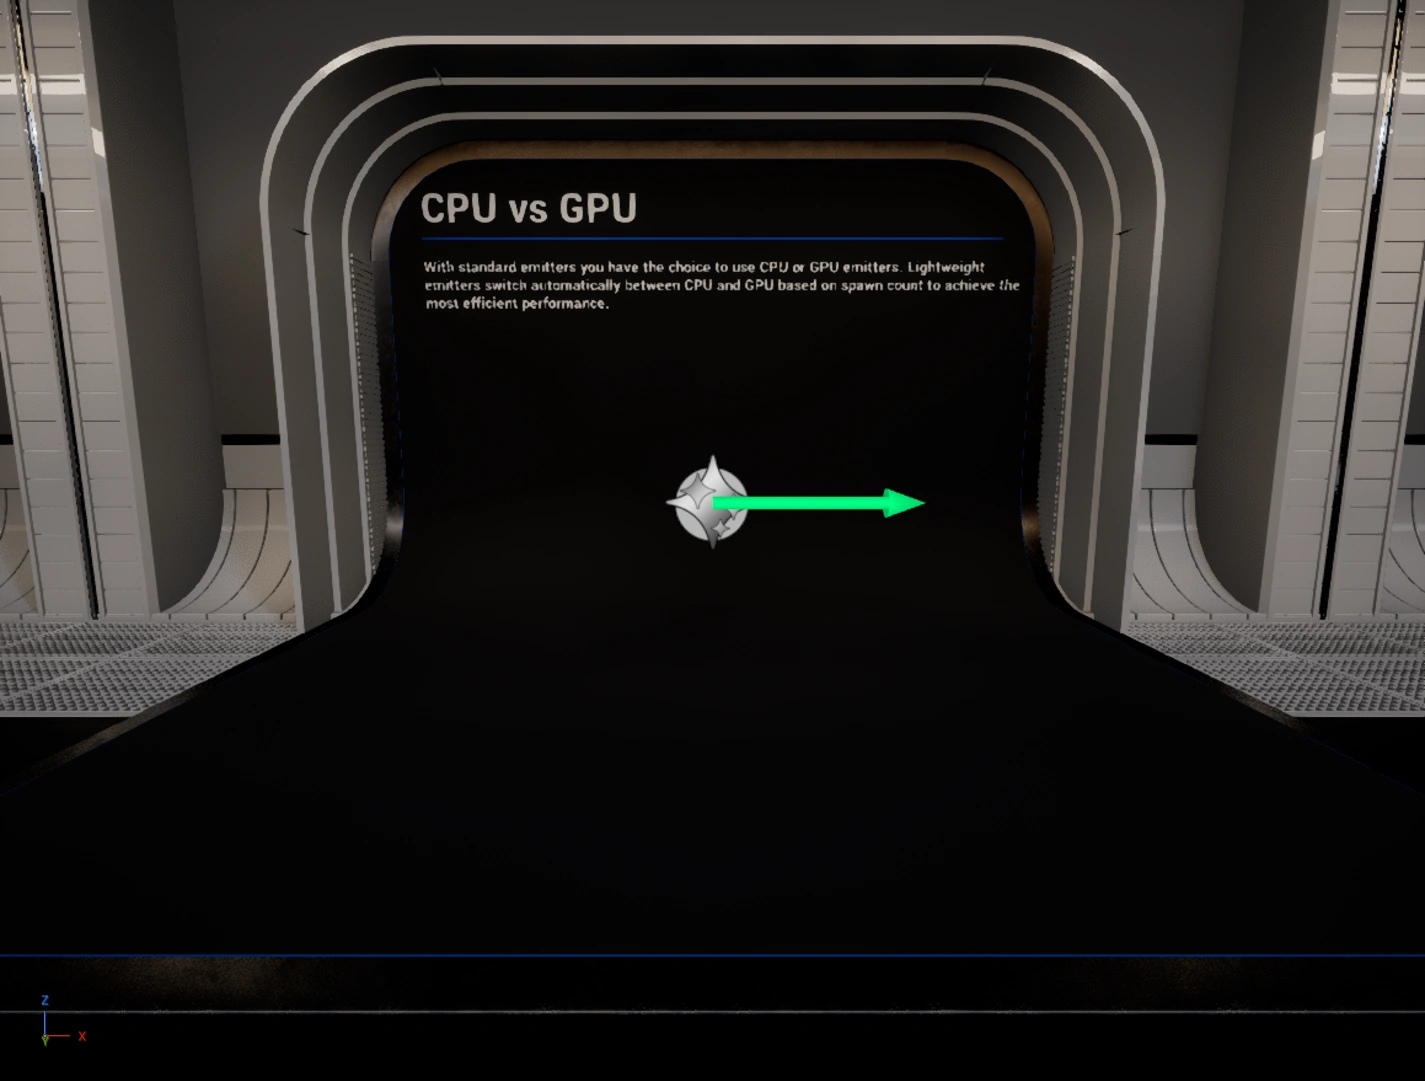 CPU vs GPU
With standard emitters you have the choice to use CPU or GPU emitters. Lightweight
emitters switch automatically between CPU and GPU based on spawn count to achieve the
most efficient performance.
Z
X
Y